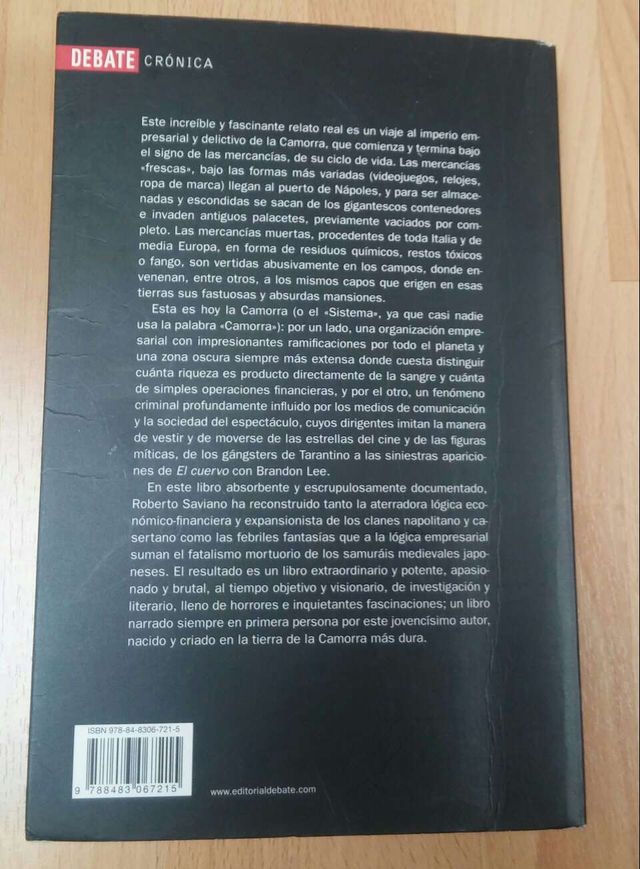 DEBATE CRÓNICA
Este increíble y fascinante relato real es un viaje al imperio em-
presarial y delictivo de la Camorra, que comienza y termina bajo
el signo de las mercancías, de su ciclo de vida. Las mercancías
«frescas», bajo las formas más variadas (videojuegos, relojes,
ropa de marca) llegan al puerto de Nápoles, y para ser almace-
nadas y escondidas se sacan de los gigantescos contenedores
e invaden antiguos palacetes, previamente vaciados por com-
pleto. Las mercancías muertas, procedentes de toda Italia y de
media Europa, en forma de residuos químicos, restos tóxicos
o fango, son vertidas abusivamente en los campos, donde en-
venenan, entre otros, a los mismos capos que erigen en esas
tierras sus fastuosas y absurdas mansiones.
Esta es hoy la Camorra (o el «Sistema», ya que casi nadie
usa la palabra «Camorra»): por un lado, una organización empre-
sarial con impresionantes ramificaciones por todo el planeta y
una zona oscura siempre más extensa donde cuesta distinguir
cuánta riqueza es producto directamente de la sangre y cuánta
de simples operaciones financieras, y por el otro, un fenómeno
criminal profundamente influido por los medios de comunicación
y la sociedad del espectáculo, cuyos dirigentes imitan la manera
de vestir y de moverse de las estrellas del cine y de las figuras
míticas, de los gángsters de Tarantino a las siniestras aparicio-
nes de El cuervo con Brandon Lee.
En este libro absorbente y escrupulosamente documentado,
Roberto Saviano ha reconstruido tanto la aterradora lógica eco-
nómico-financiera y expansionista de los clanes napolitano y ca-
sertano como las febriles fantasías que a la lógica empresarial
suman el fatalismo mortuorio de los samuráis medievales japo-
neses. El resultado es un libro extraordinario y potente, apasio-
nado y brutal, al tiempo objetivo y visionario, de investigación y
literario, lleno de horrores e inquietantes fascinaciones; un libro
narrado siempre en primera persona por este jovencísimo autor,
nacido y criado en la tierra de la Camorra más dura.
ISBN 978-84-8306-721-5
9 788483 067215
www.editorialdebate.com